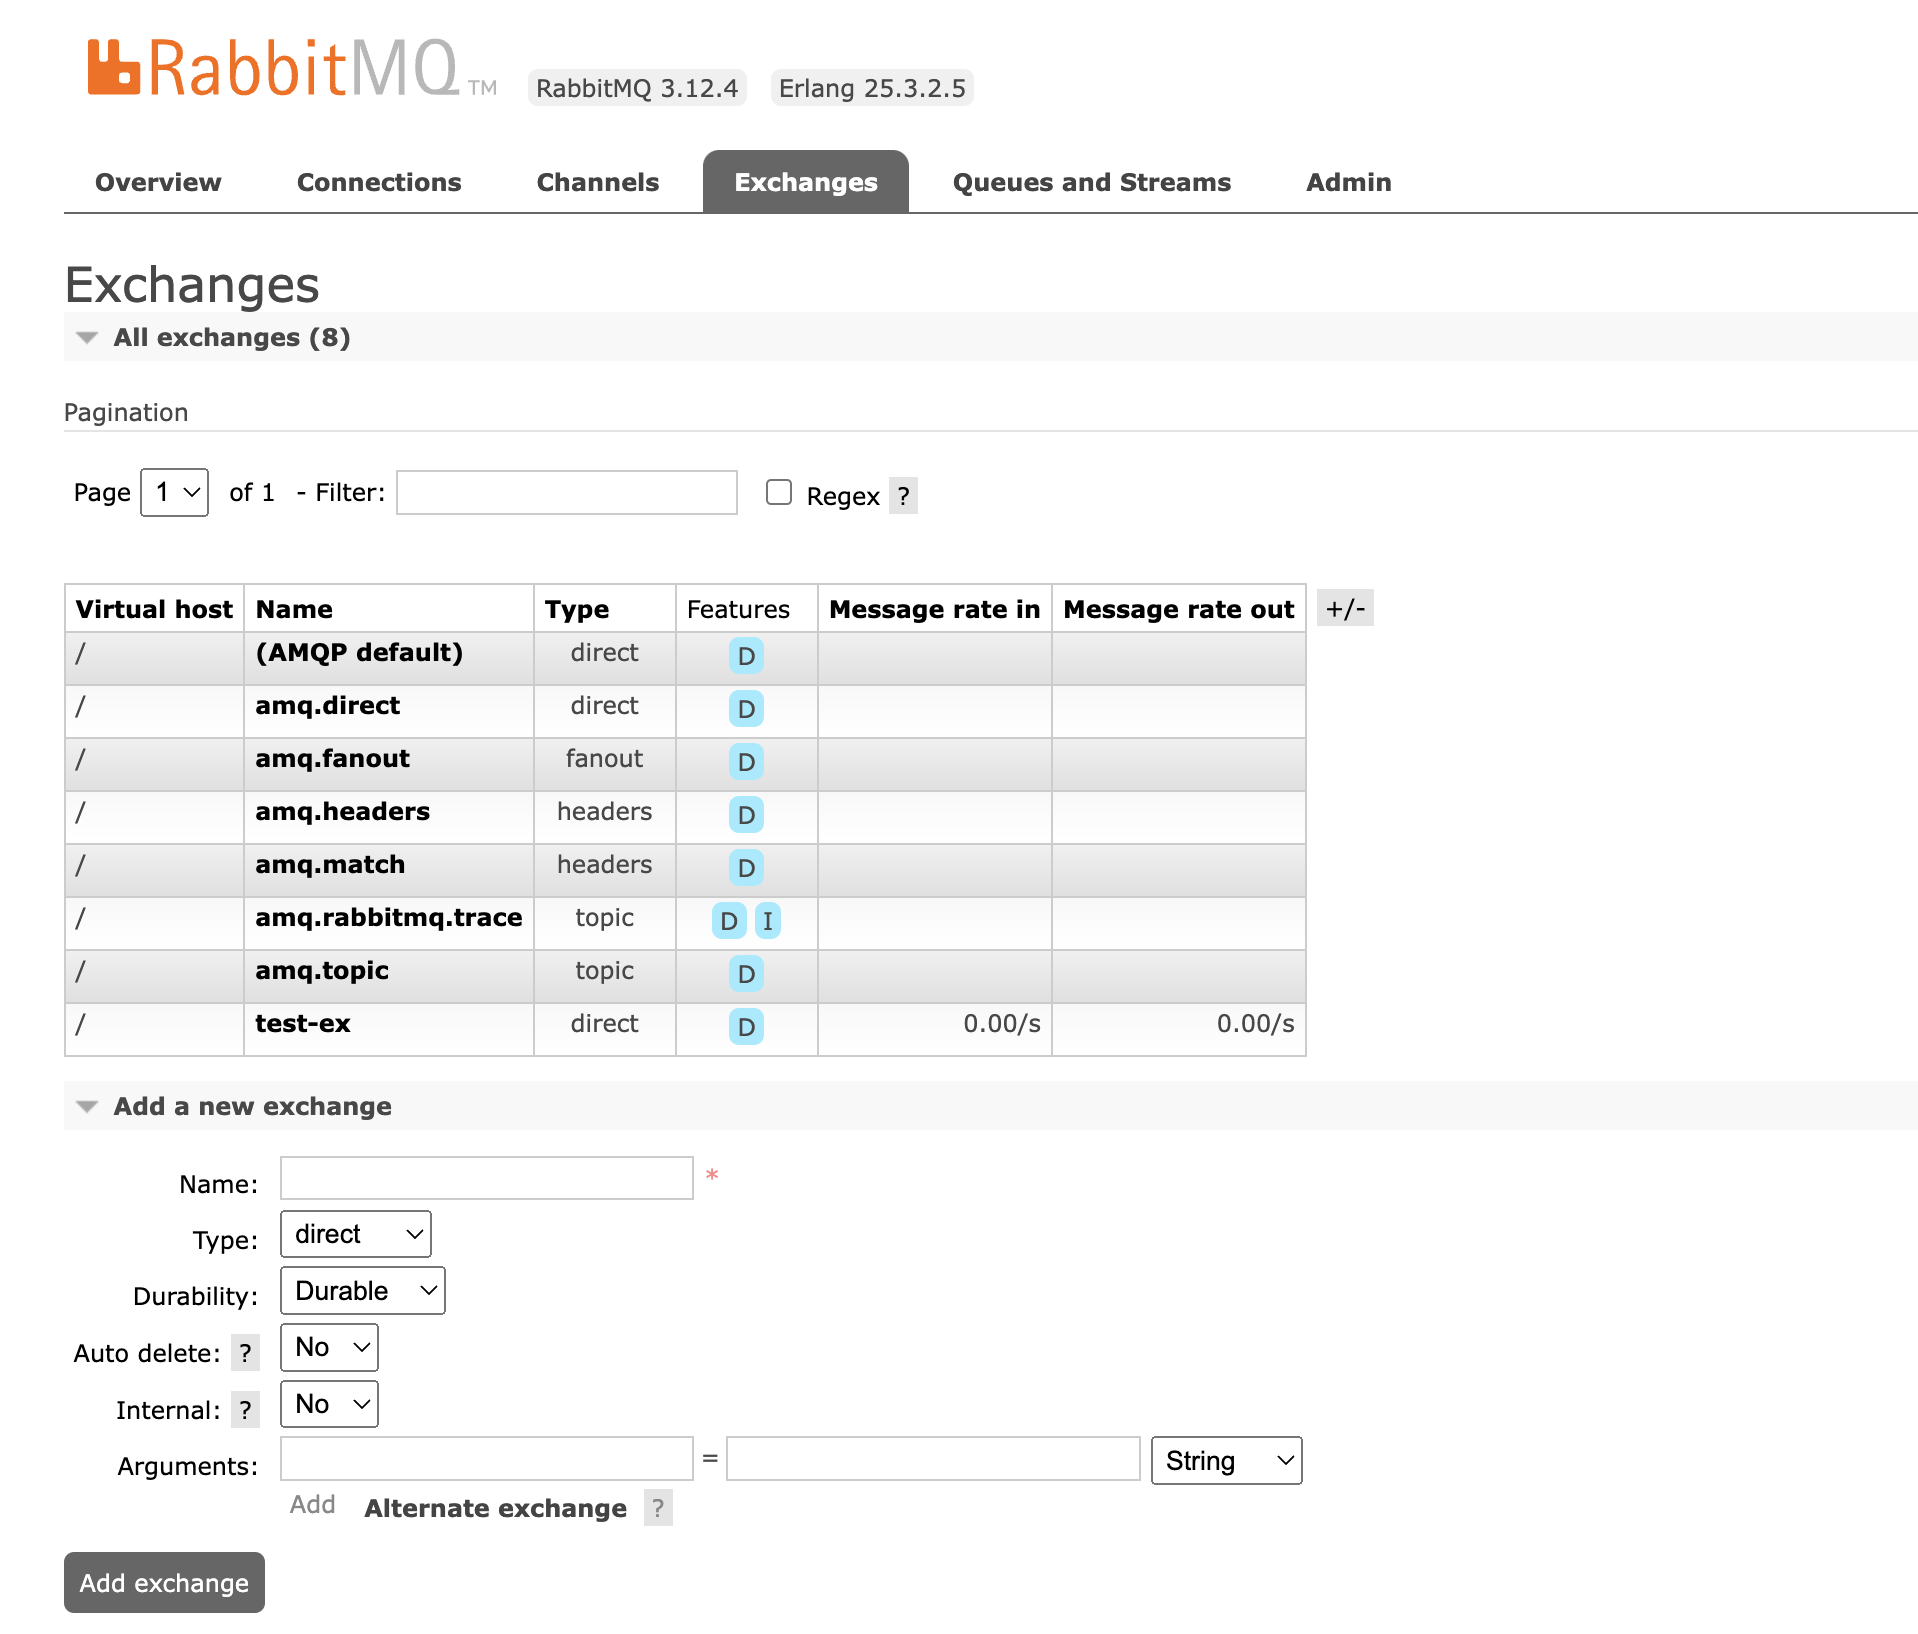 RabbitMQ TM RabbitMQ 3.12.4 Erlang 25.3.2.5
Overview Connections Channels Exchanges Queues and Streams Admin
Exchanges
All exchanges (8)
Pagination
Page 1 of 1 - Filter: Regex ?
Virtual host Name Type Features Message rate in Message rate out +/-
/ (AMQP default) direct D
/ amq.direct direct D
/ amq.fanout fanout D
/ amq.headers headers D
/ amq.match headers D
/ amq.rabbitmq.trace topic D I
/ amq.topic topic D
/ test-ex direct D 0.00/s 0.00/s
Add a new exchange
Name: *
Type: direct
Durability: Durable
Auto delete: ? No
Internal: ? No
Arguments: = String
Add Alternate exchange ?
Add exchange